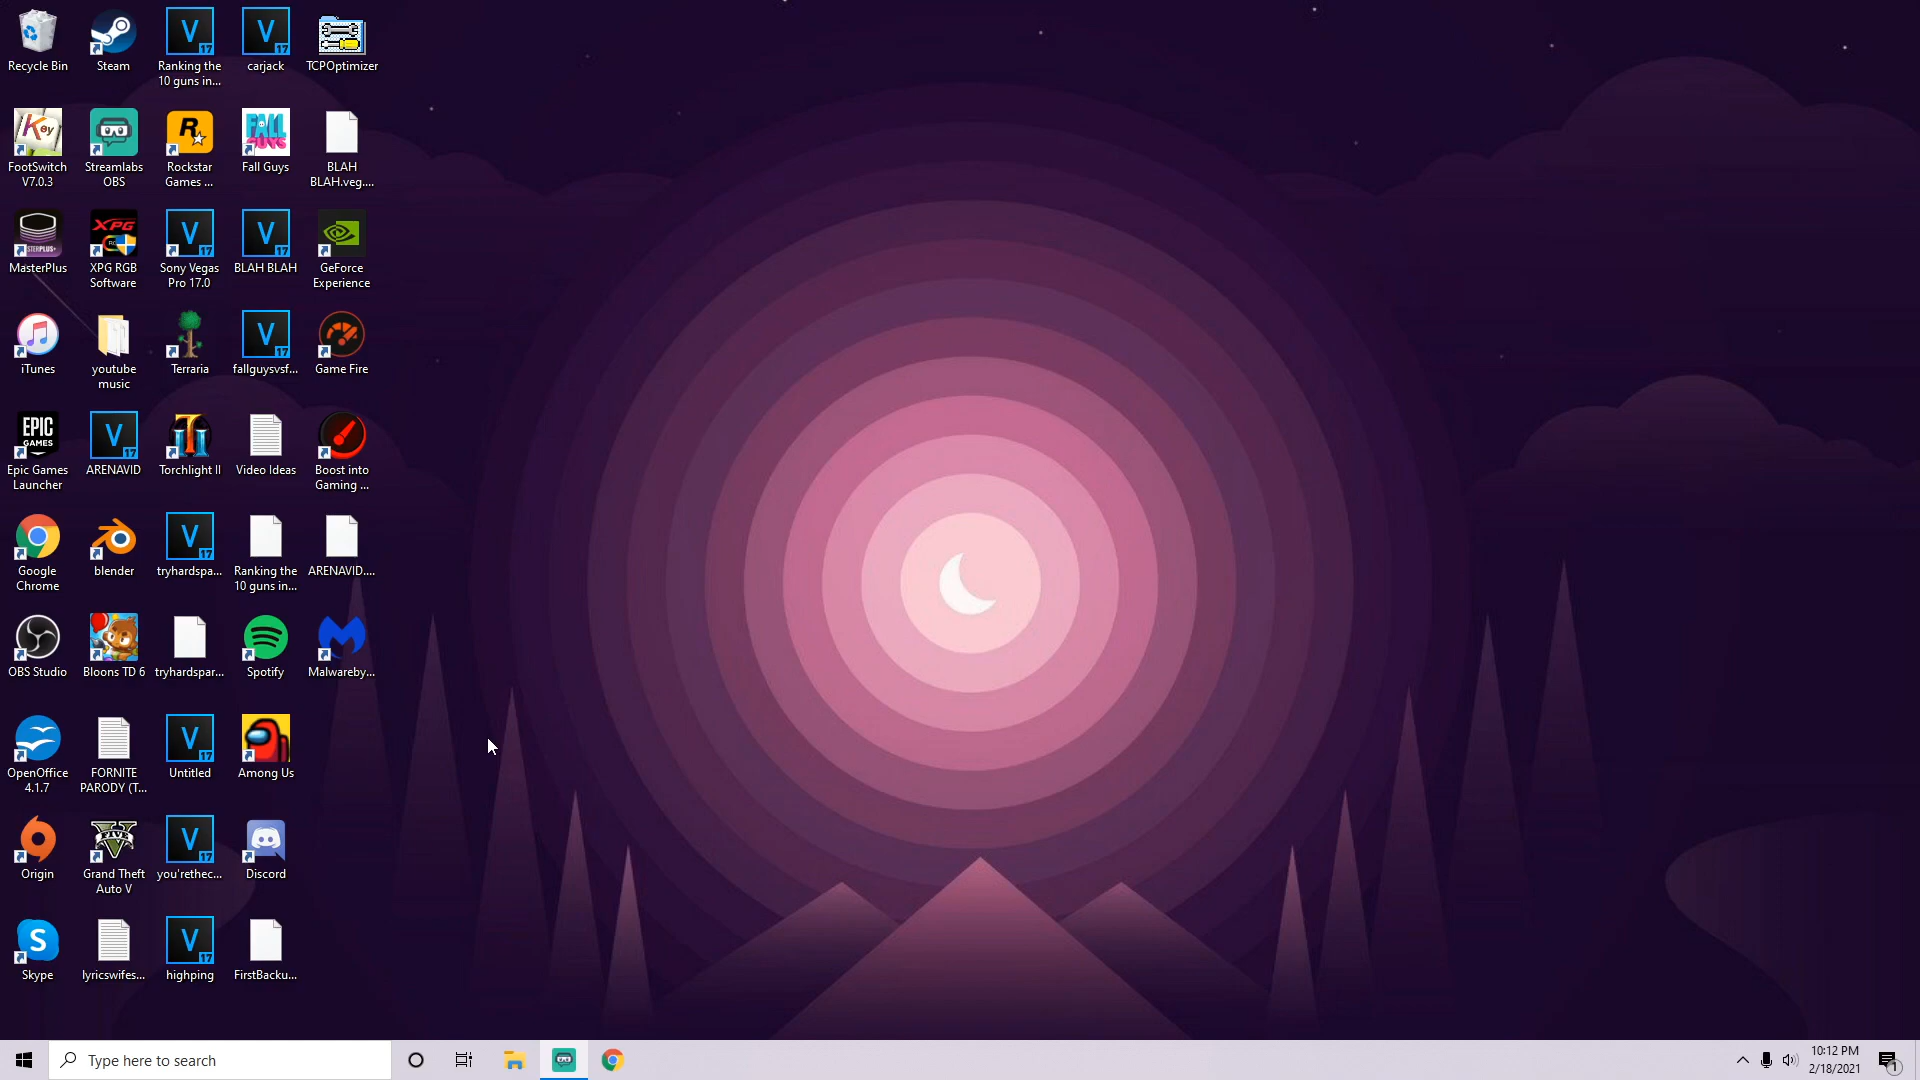 Recycle Bin
Steam
Ranking the
10 guns in...
carjack
TCPOptimizer
FootSwitch
V7.0.3
Streamlabs
OBS
Rockstar
Games ...
Fall Guys
BLAH
BLAH.veg....
MasterPlus
XPG RGB
Software
Sony Vegas
Pro 17.0
BLAH BLAH
GeForce
Experience
iTunes
youtube
music
Terraria
fallguysvsf...
Game Fire
Epic Games
Launcher
ARENAVID
Torchlight II
Video Ideas
Boost into
Gaming ...
Google
Chrome
blender
tryhardspa...
Ranking the
10 guns in...
ARENAVID....
OBS Studio
Bloons TD 6
tryhardspar...
Spotify
Malwareby...
OpenOffice
4.1.7
FORNITE
PARODY (T...
Untitled
Among Us
Origin
Grand Theft
Auto V
you'rethec...
Discord
Skype
lyricswifes...
highping
FirstBacku...
Type here to search
10:12 PM
2/18/2021
1